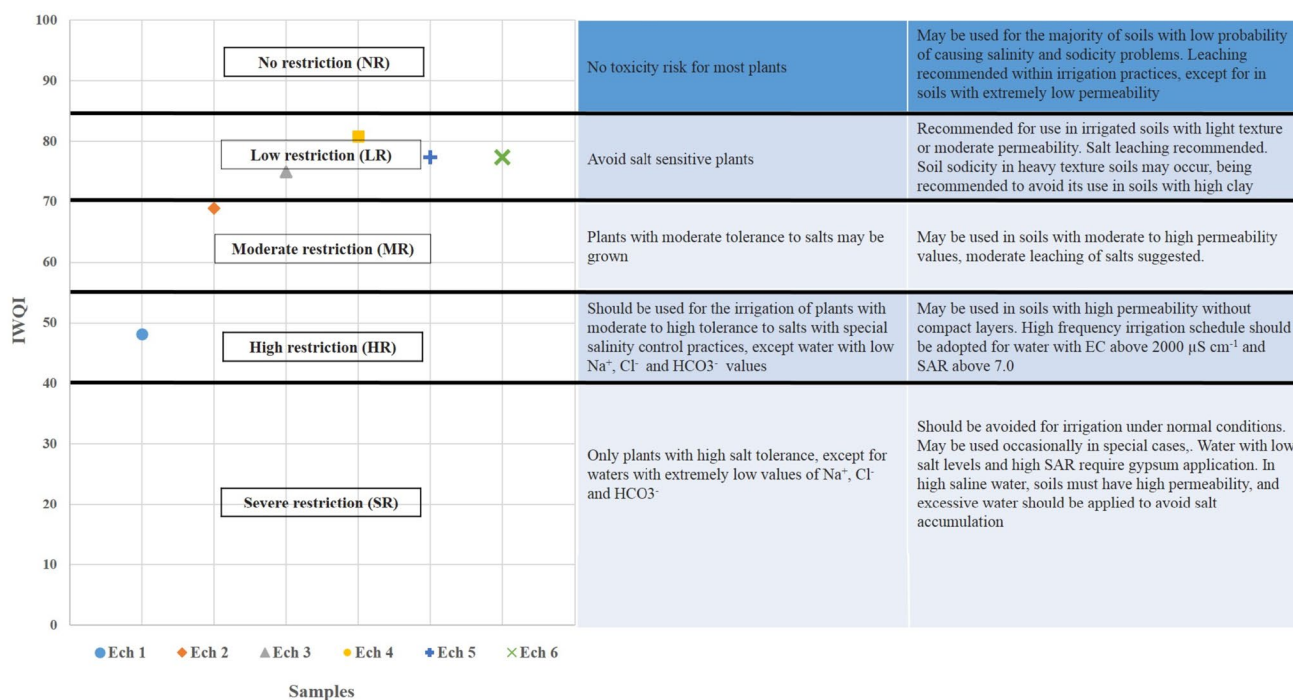 100
90
80
70
60
50
40
30
20
10
0
IWQI
No restriction (NR)
Low restriction (LR)
Moderate restriction (MR)
High restriction (HR)
Severe restriction (SR)
Ech 1
Ech 2
Ech 3
Ech 4
Ech 5
Ech 6
Samples
No toxicity risk for most plants
May be used for the majority of soils with low probability
of causing salinity and sodicity problems. Leaching
recommended within irrigation practices, except for in
soils with extremely low permeability
Avoid salt sensitive plants
Recommended for use in irrigated soils with light texture
or moderate permeability. Salt leaching recommended.
Soil sodicity in heavy texture soils may occur, being
recommended to avoid its use in soils with high clay
Plants with moderate tolerance to salts may be
grown
May be used in soils with moderate to high permeability
values, moderate leaching of salts suggested.
Should be used for the irrigation of plants with
moderate to high tolerance to salts with special
salinity control practices, except water with low
Na⁺, Cl⁻ and HCO3⁻ values
May be used in soils with high permeability without
compact layers. High frequency irrigation schedule should
be adopted for water with EC above 2000 µS cm⁻¹ and
SAR above 7.0
Only plants with high salt tolerance, except for
waters with extremely low values of Na⁺, Cl⁻
and HCO3⁻
Should be avoided for irrigation under normal conditions.
May be used occasionally in special cases,. Water with low
salt levels and high SAR require gypsum application. In
high saline water, soils must have high permeability, and
excessive water should be applied to avoid salt
accumulation